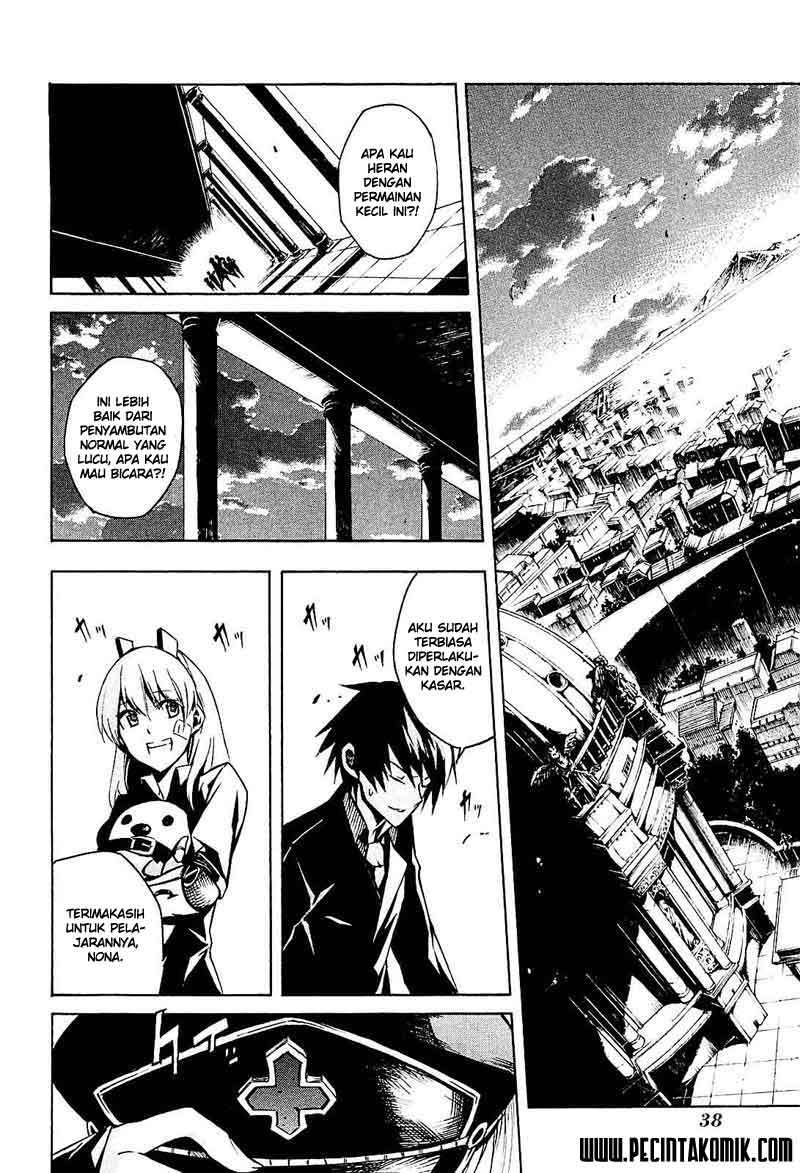 APA KAU
HERAN
DENGAN
PERMAINAN
KECIL INI?!
INI LEBIH
BAIK DARI
PENYAMBUTAN
NORMAL YANG
LUCU, APA KAU
MAU BICARA?!
AKU SUDAH
TERBIASA
DIPERLAKU-
KAN DENGAN
KASAR.
TERIMAKASIH
UNTUK PELA-
JARANNYA,
NONA.
38
WWW.PECINTAKOMIK.COM